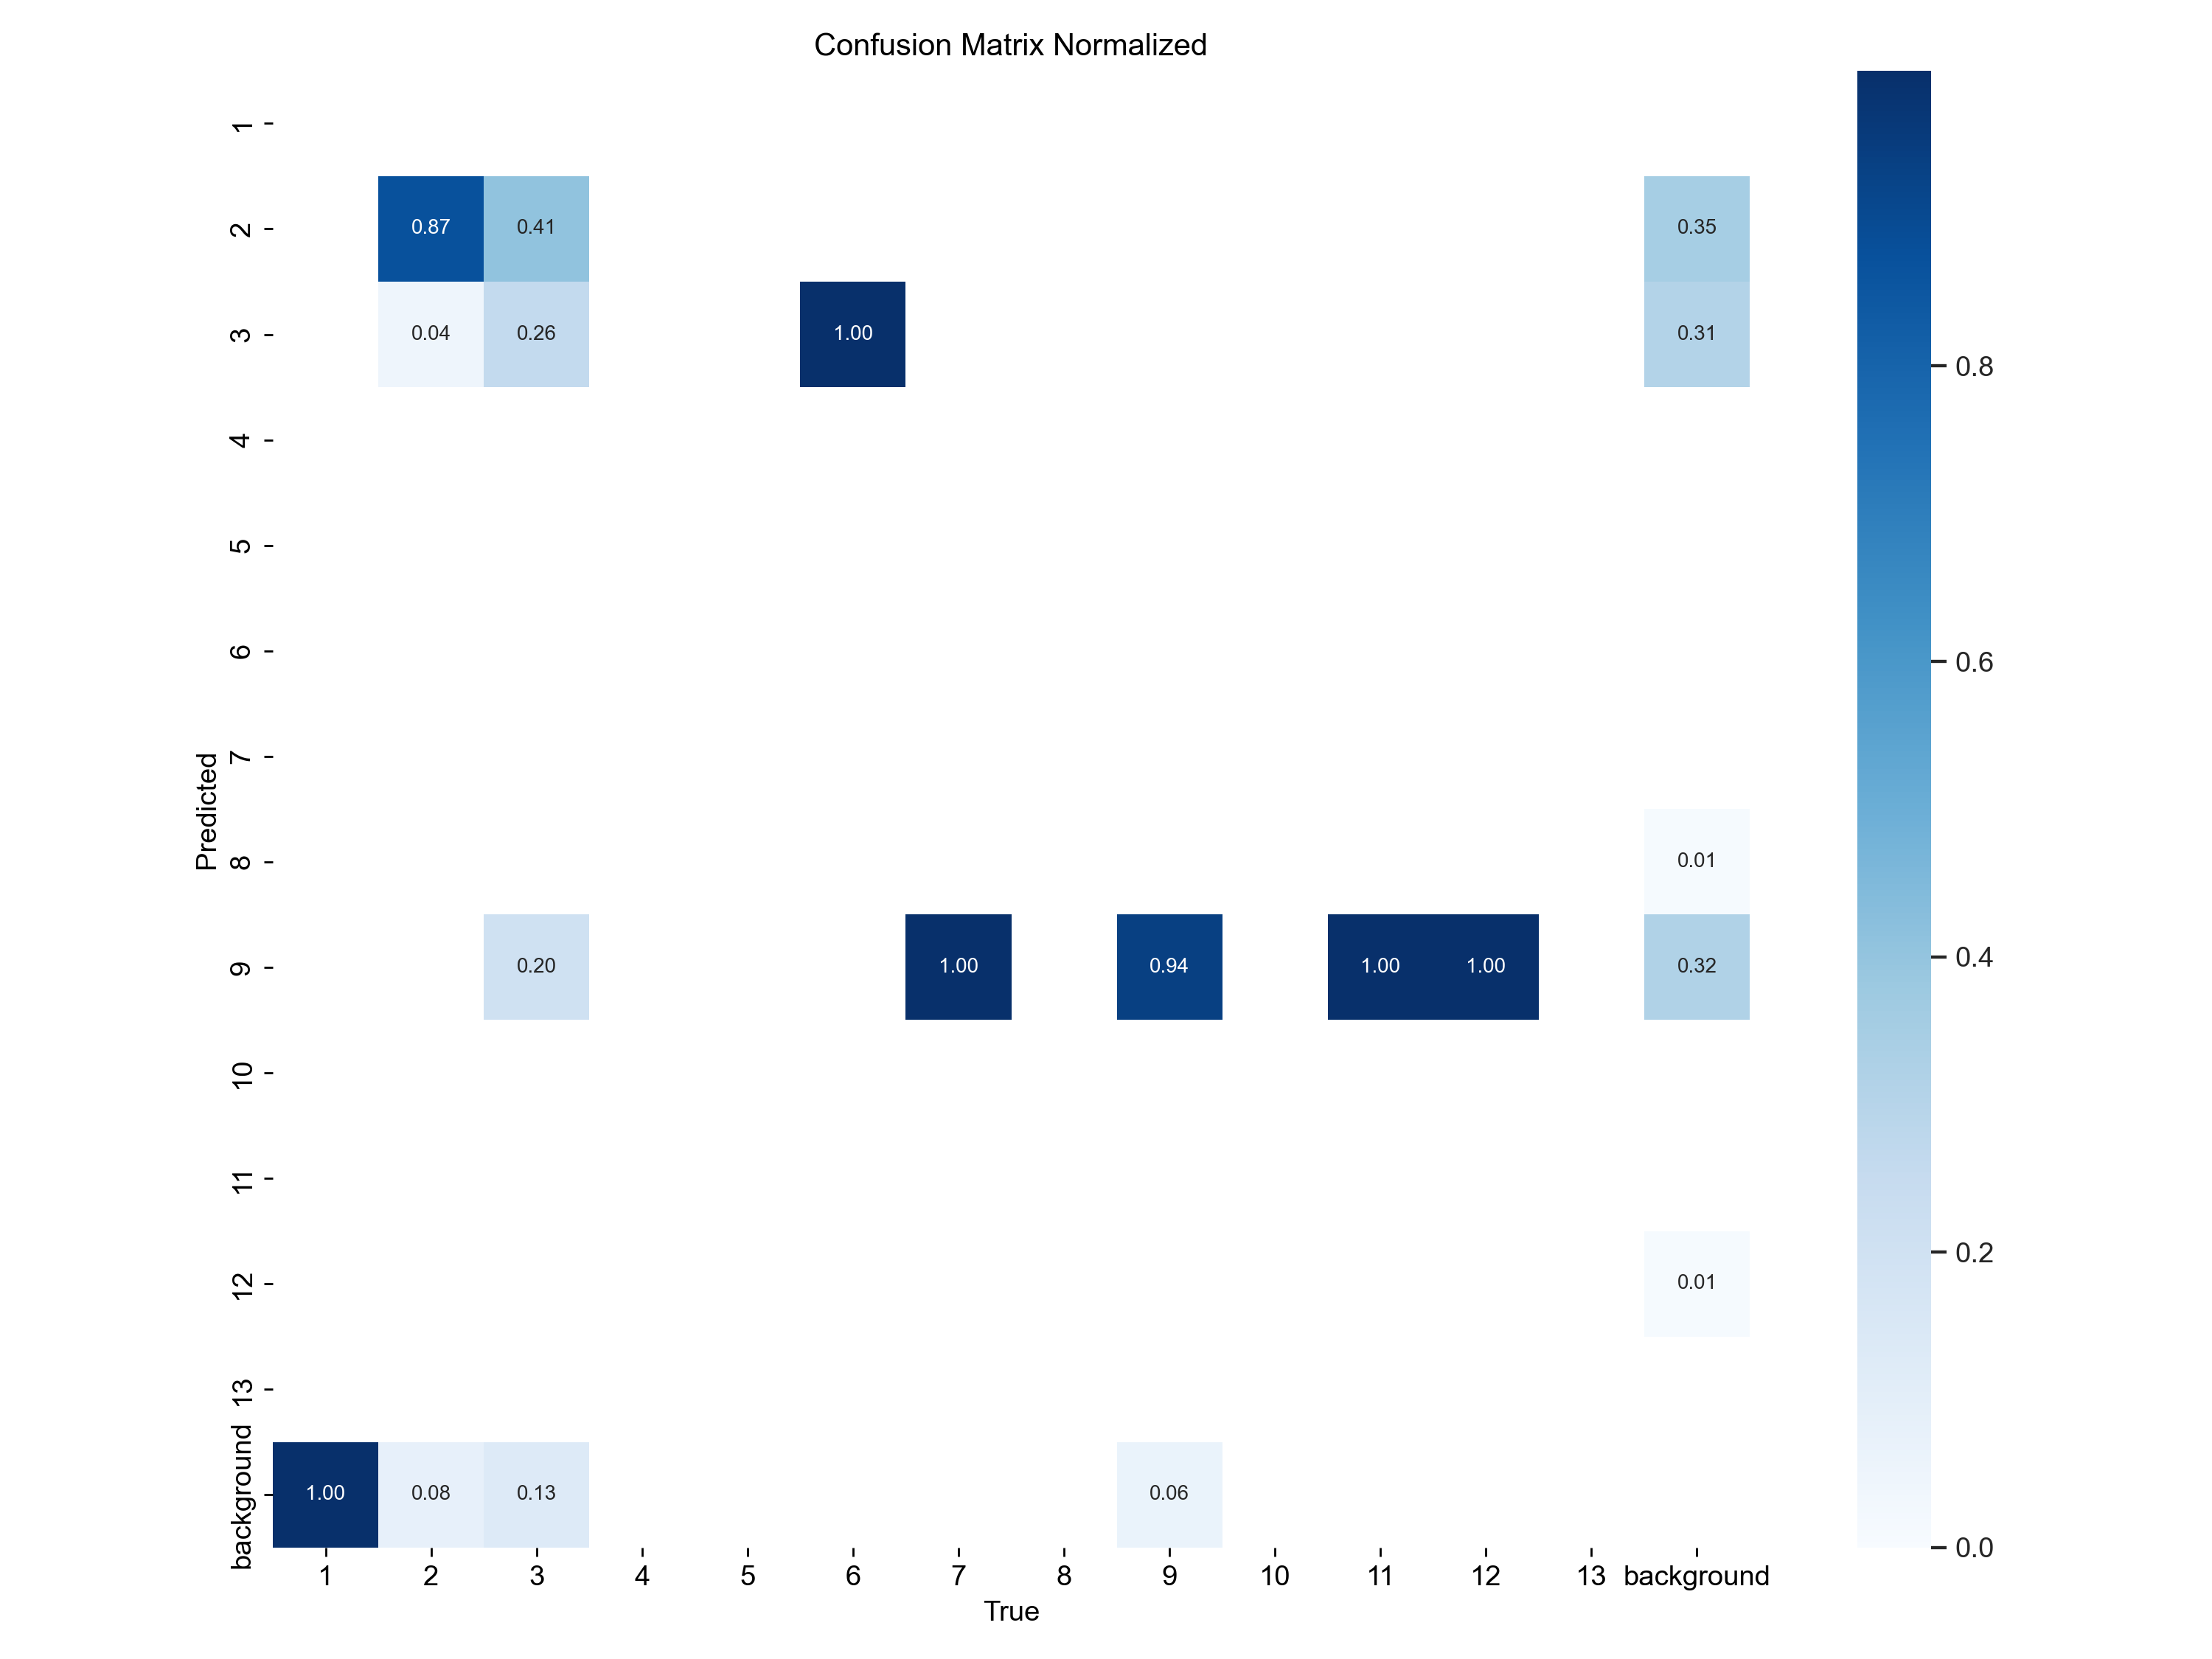 Confusion Matrix Normalized
1
2 0.87 0.41 0.35
3 0.04 0.26 1.00 0.31
4
5
6
7
8 0.01
9 0.20 1.00 0.94 1.00 1.00 0.32
10
11
12 0.01
13
background 1.00 0.08 0.13 0.06
1 2 3 4 5 6 7 8 9 10 11 12 13 background
True
Predicted
0.8
0.6
0.4
0.2
0.0